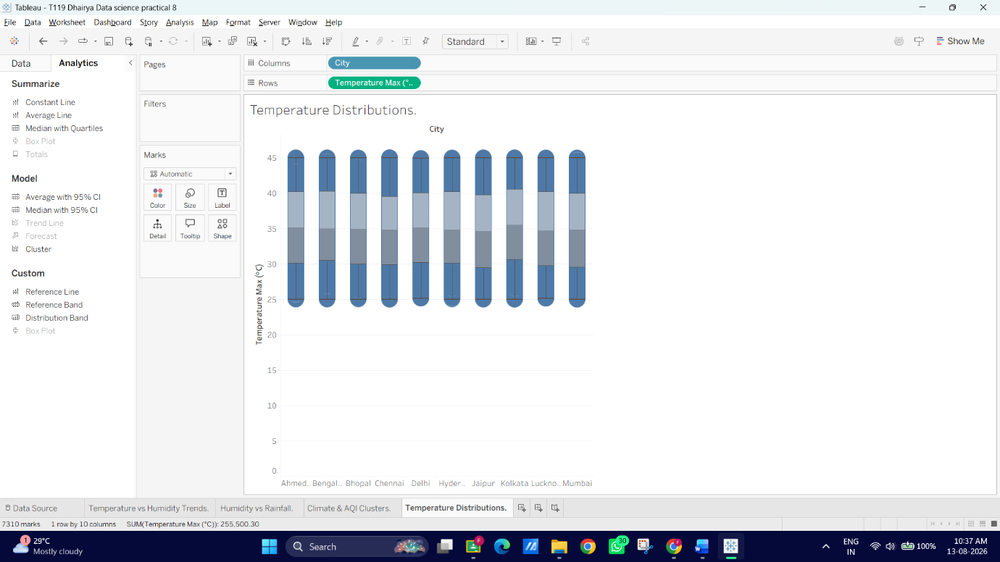 Tableau - T119 Dhairya Data science practical 8
File Data Worksheet Dashboard Story Analysis Map Format Server Window Help
Standard
Show Me
Data Analytics
Summarize
Constant Line
Average Line
Median with Quartiles
Box Plot
Totals
Model
Average with 95% CI
Median with 95% CI
Trend Line
Forecast
Cluster
Custom
Reference Line
Reference Band
Distribution Band
Box Plot
Pages
Filters
Marks
Automatic
Color Size Label
Detail Tooltip Shape
Columns City
Rows Temperature Max (°..
Temperature Distributions.
City
Temperature Max (°C)
45
40
35
30
25
20
15
10
5
0
Ahmed.. Bengal.. Bhopal Chennai Delhi Hyder.. Jaipur Kolkata Luckno.. Mumbai
Data Source Temperature vs Humidity Trends. Humidity vs Rainfall. Climate & AQI Clusters. Temperature Distributions.
7310 marks 1 row by 10 columns SUM(Temperature Max (°C)): 255,500.30
1
29°C
Mostly cloudy
Search
F
30
ENG
IN
100%
10:37 AM
13-08-2026